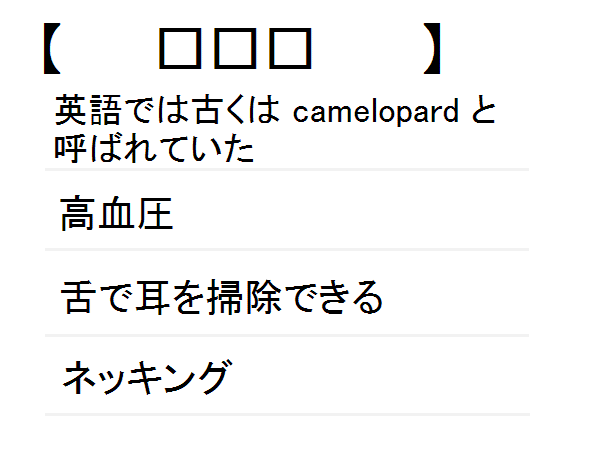 【 □□□ 】
英語では古くは camelopard と
呼ばれていた
高血圧
舌で耳を掃除できる
ネッキング